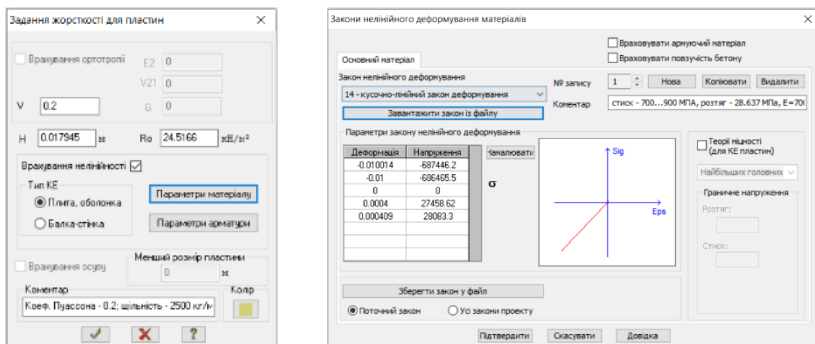 Задання жорсткості для пластин
Врахування ортотропії
E2 0
V21 0
V 0.2
G 0
H 0.017945 м
Ro 24.5166 кН/м³
Врахування нелінійності
Тип КЕ
Плита, оболонка
Балка-стінка
Параметри матеріалу
Параметри арматури
Врахування зсуву
Менший розмір пластини
0 м
Коментар
Коеф. Пуассона - 0.2; щільність - 2500 кг/м
Колір
Закони нелінійного деформування матеріалів
Враховувати армуючий матеріал
Враховувати повзучість бетону
Основний матеріал
Закон нелінійного деформування
14 - кусочно-лінійний закон деформування
Завантажити закон із файлу
№ запису 1 Нова Копіювати Видалити
Коментар стиск - 700...900 МПА, розтяг - 28.637 МПа, E=700
Параметри закону нелінійного деформування
Деформація Напруження
-0.010014 -687446.2
-0.01 -686465.5
0 0
0.0004 27458.62
0.000409 28083.3
Намалювати
σ
Sig
Eps
Теорії міцності
(для КЕ пластин)
Найбільших головних
Граничне напруження
Розтяг:
Стиск:
Зберегти закон у файл
Поточний закон
Усі закони проекту
Підтвердити Скасувати Довідка